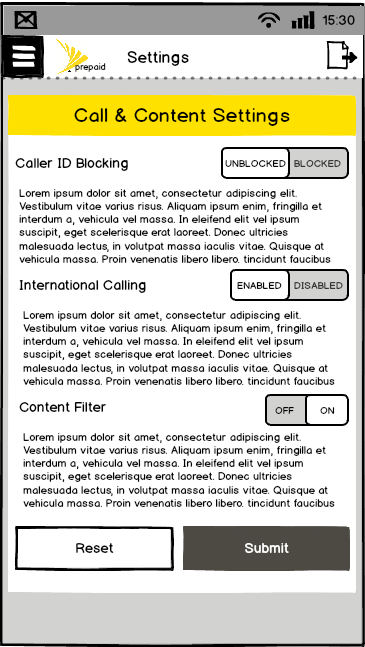 15:30
prepaid
Settings
Call & Content Settings
Caller ID Blocking
UNBLOCKED BLOCKED
Lorem ipsum dolor sit amet, consectetur adipiscing elit.
Vestibulum vitae varius risus. Aliquam ipsum enim, fringilla et
interdum a, vehicula vel massa. In eleifend elit vel ipsum
suscipit, eget scelerisque erat laoreet. Donec ultricies
malesuada lectus, in volutpat massa iaculis vitae. Quisque at
vehicula massa. Proin venenatis libero libero, tincidunt faucibus
International Calling
ENABLED DISABLED
Lorem ipsum dolor sit amet, consectetur adipiscing elit.
Vestibulum vitae varius risus. Aliquam ipsum enim, fringilla et
interdum a, vehicula vel massa. In eleifend elit vel ipsum
suscipit, eget scelerisque erat laoreet. Donec ultricies
malesuada lectus, in volutpat massa iaculis vitae. Quisque at
vehicula massa. Proin venenatis libero libero, tincidunt faucibus
Content Filter
OFF ON
Lorem ipsum dolor sit amet, consectetur adipiscing elit.
Vestibulum vitae varius risus. Aliquam ipsum enim, fringilla et
interdum a, vehicula vel massa. In eleifend elit vel ipsum
suscipit, eget scelerisque erat laoreet. Donec ultricies
malesuada lectus, in volutpat massa iaculis vitae. Quisque at
vehicula massa. Proin venenatis libero libero, tincidunt faucibus
Reset Submit